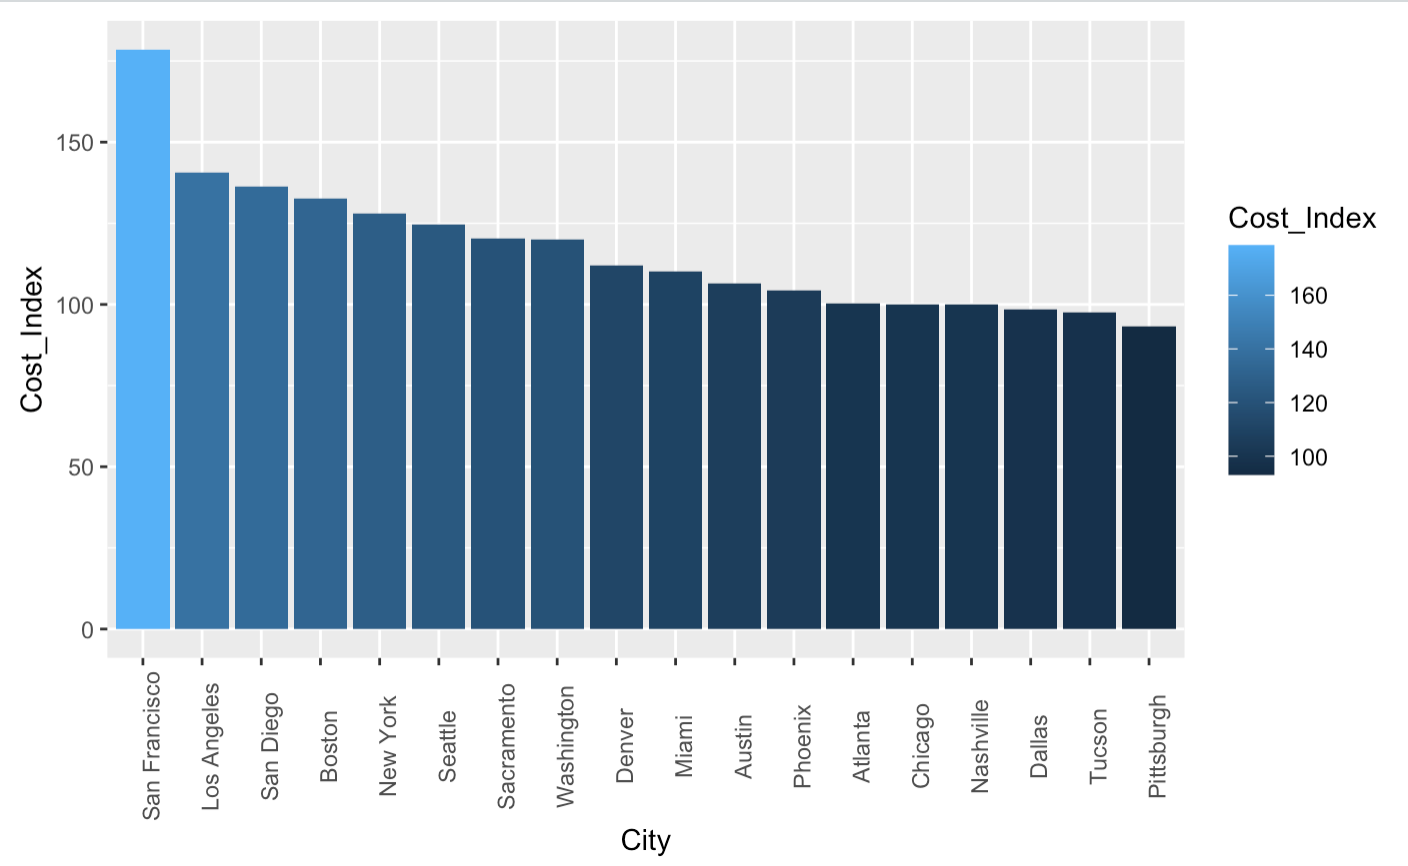 Cost_Index
150
100
50
0
San Francisco
Los Angeles
San Diego
Boston
New York
Seattle
Sacramento
Washington
Denver
Miami
Austin
Phoenix
Atlanta
Chicago
Nashville
Dallas
Tucson
Pittsburgh
City
Cost_Index
160
140
120
100